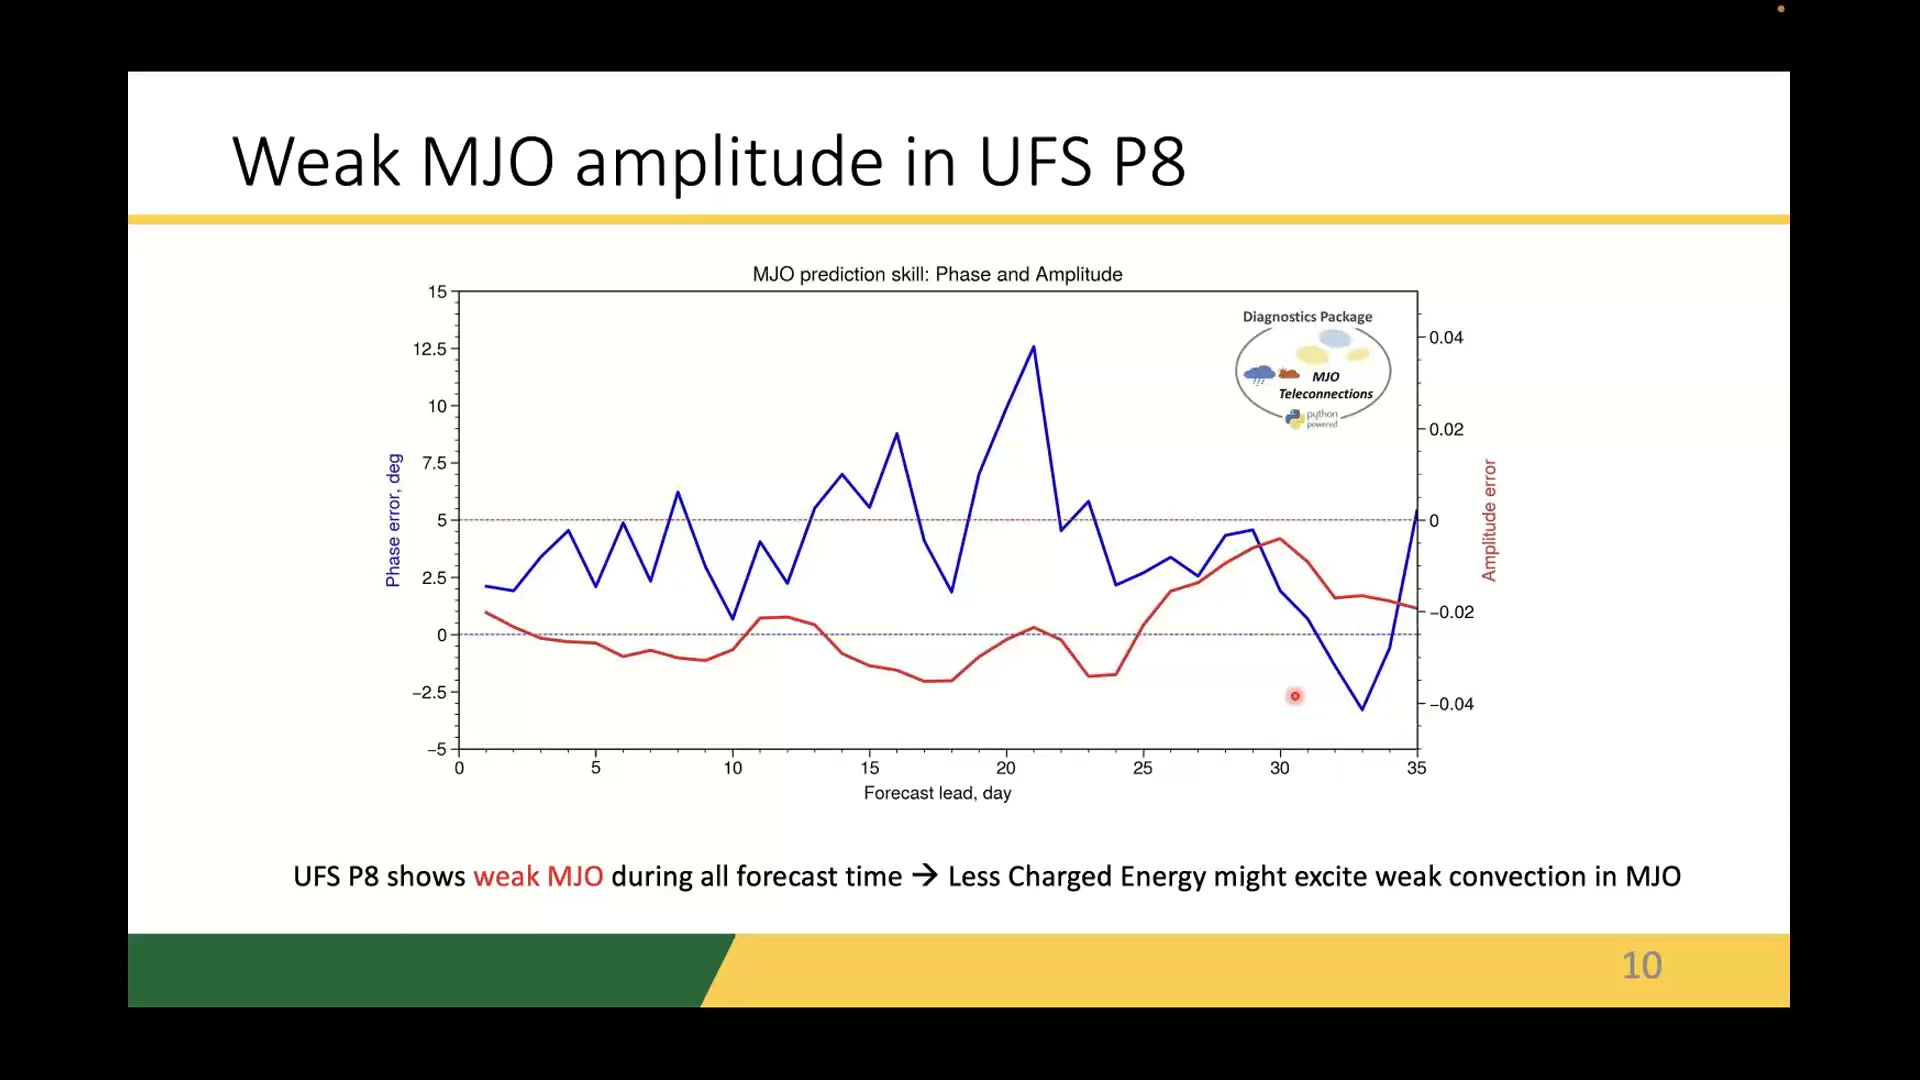 Weak MJO amplitude in UFS P8
MJO prediction skill: Phase and Amplitude
Diagnostics Package
MJO
Teleconnections
python
powered
15
12.5
10
7.5
5
2.5
0
−2.5
−5
Phase error, deg
0.04
0.02
0
−0.02
−0.04
Amplitude error
0 5 10 15 20 25 30 35
Forecast lead, day
UFS P8 shows weak MJO during all forecast time → Less Charged Energy might excite weak convection in MJO
10